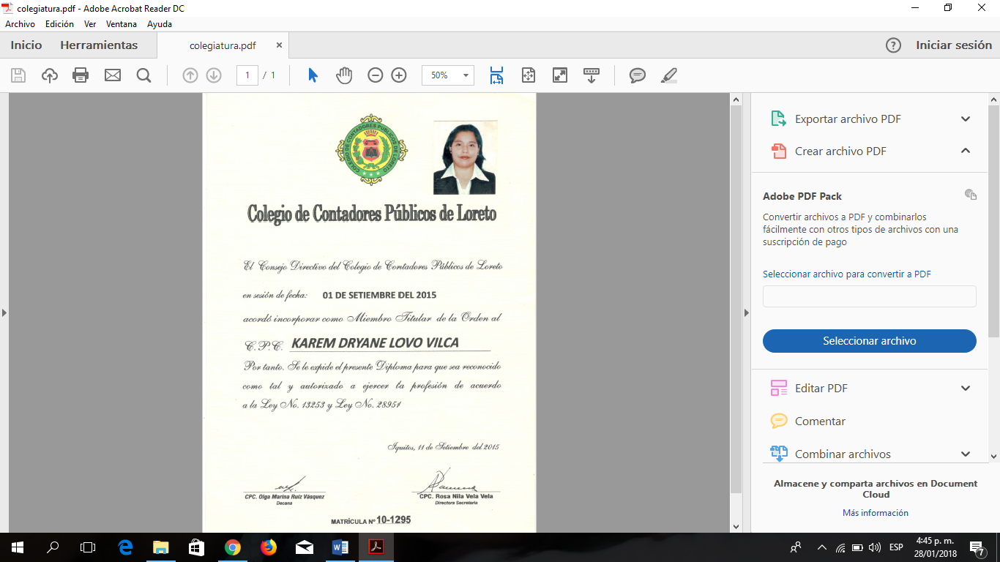 colegiatura.pdf - Adobe Acrobat Reader DC
Archivo Edición Ver Ventana Ayuda
Inicio Herramientas colegiatura.pdf × ? Iniciar sesión
1 / 1 50%
COLEGIO DE CONTADORES PUBLICOS DE LORETO
Colegio de Contadores Públicos de Loreto
El Consejo Directivo del Colegio de Contadores Públicos de Loreto
en sesión de fecha: 01 DE SETIEMBRE DEL 2015
acordó incorporar como Miembro Titular de la Orden al
C.P.C. KAREM DRYANE LOVO VILCA
Por tanto. Se le expide el presente Diploma para que sea reconocido
como tal y autorizado a ejercer la profesión de acuerdo
a la Ley No. 13253 y Ley No. 28951
Iquitos, 11 de Setiembre del 2015
CPC. Olga Marina Ruíz Vásquez
Decana
CPC. Rosa Nila Vela Vela
Directora Secretaria
MATRÍCULA Nº 10-1295
Exportar archivo PDF
Crear archivo PDF
Adobe PDF Pack
Convertir archivos a PDF y combinarlos
fácilmente con otros tipos de archivos con una
suscripción de pago
Seleccionar archivo para convertir a PDF
Seleccionar archivo
Editar PDF
Comentar
Combinar archivos
Almacene y comparta archivos en Document
Cloud
Más información
ESP
4:45 p. m.
28/01/2018
7